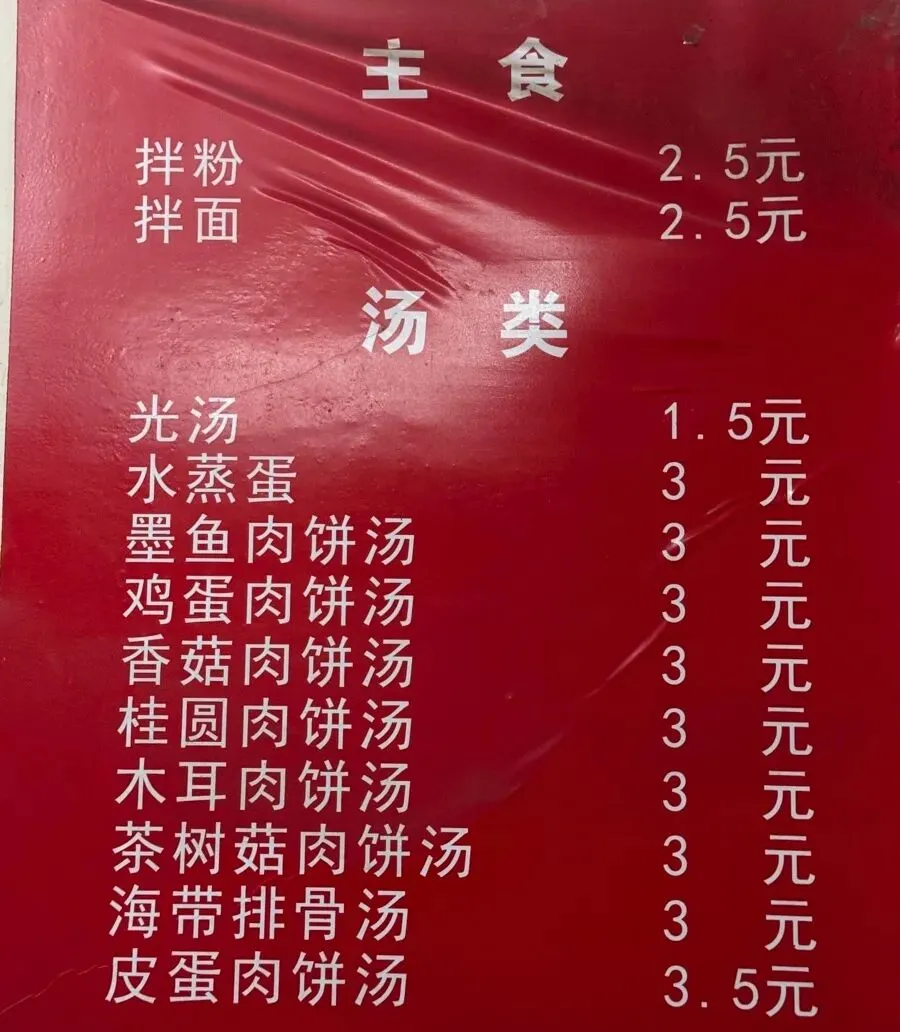 主 食
拌粉 2.5元
拌面 2.5元
汤 类
光汤 1.5元
水蒸蛋 3 元
墨鱼肉饼汤 3 元
鸡蛋肉饼汤 3 元
香菇肉饼汤 3 元
桂圆肉饼汤 3 元
木耳肉饼汤 3 元
茶树菇肉饼汤 3 元
海带排骨汤 3 元
皮蛋肉饼汤 3.5元